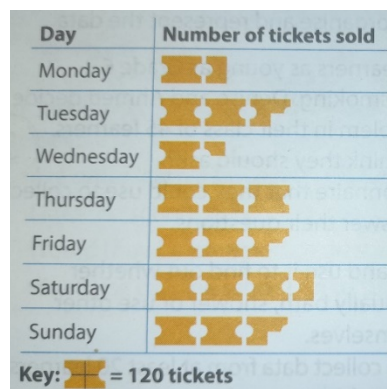 Day Number of tickets sold
Monday
Tuesday
Wednesday
Thursday
Friday
Saturday
Sunday
Key: = 120 tickets